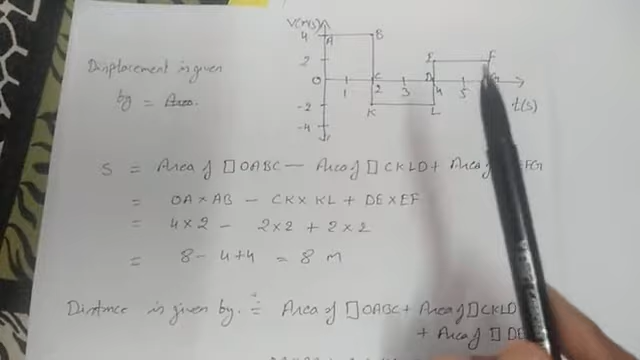 V(m/s)
4 A B
2 E F
O 1 C 2 3 D 4 5
-2 K L t(s)
-4
Displacement is given
by = Area.
S = Area of □OABC - Area of □CKLD + Area of FG
= OA×AB - CK×KL + DE×EF
= 4×2 - 2×2 + 2×2
= 8-4+4 = 8 M
Distance is given by. = Area of □OABC + Area of □CKLD
+ Area of □DE